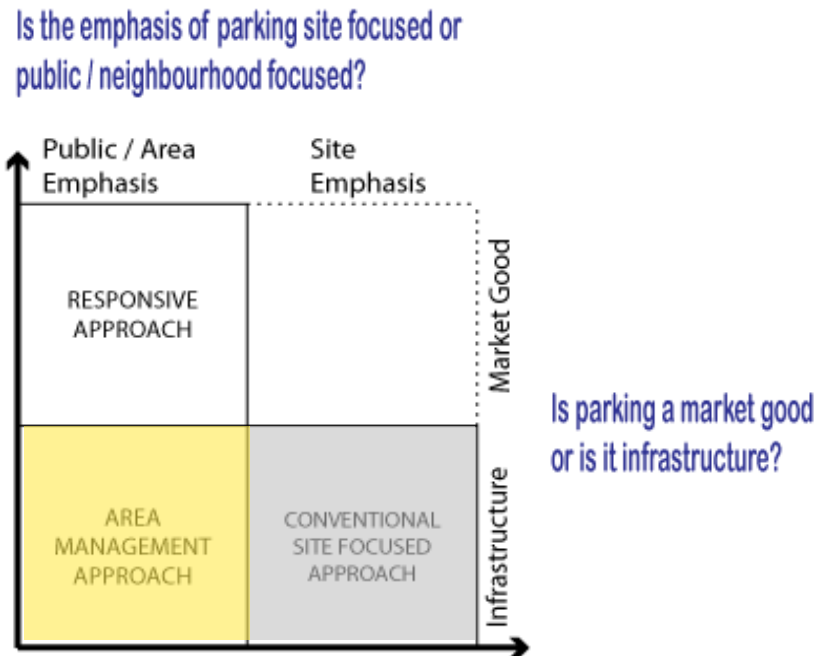 Is the emphasis of parking site focused or
public / neighbourhood focused?
Public / Area
Emphasis
Site
Emphasis
RESPONSIVE
APPROACH
Market Good
Is parking a market good
or is it infrastructure?
AREA
MANAGEMENT
APPROACH
CONVENTIONAL
SITE FOCUSED
APPROACH
Infrastructure